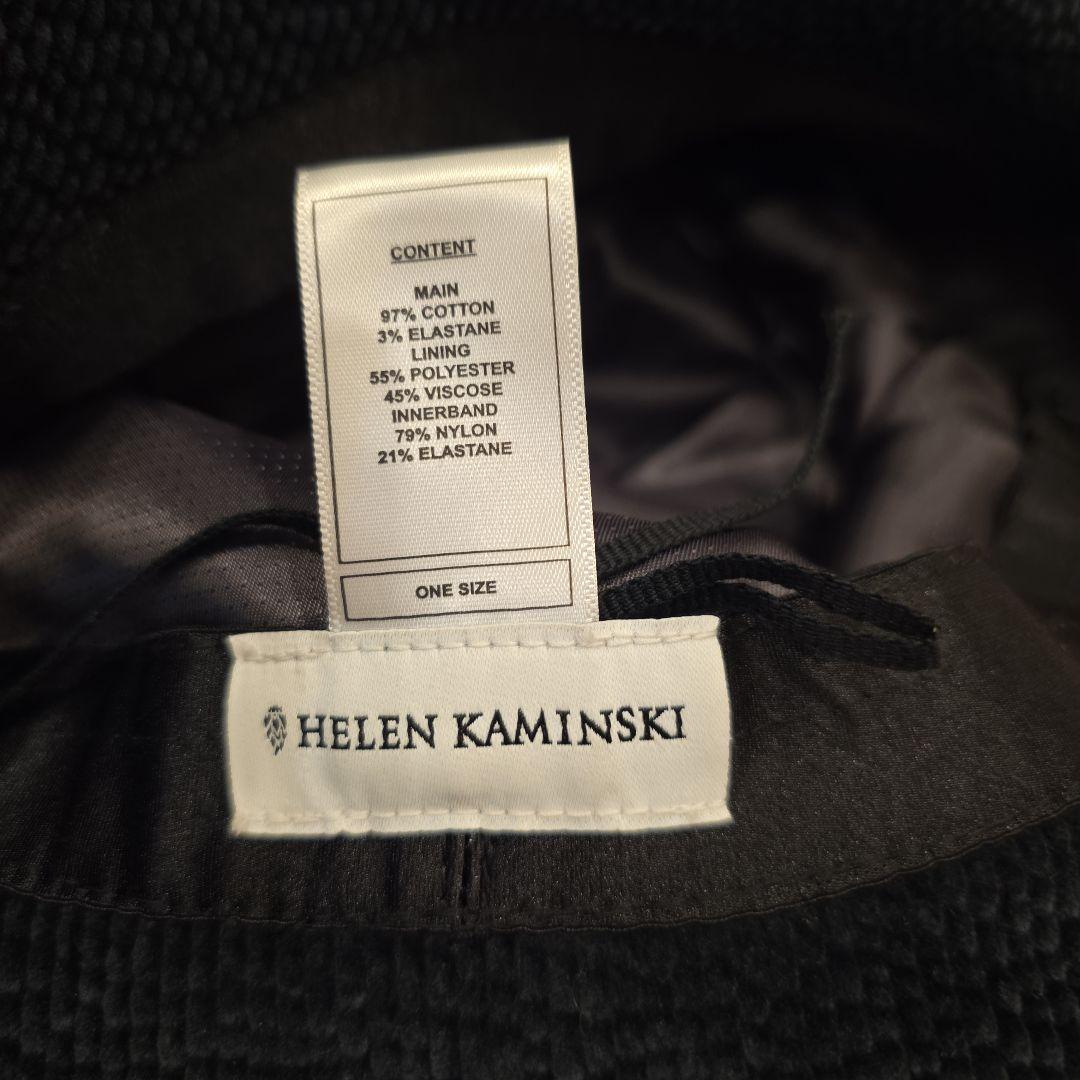 CONTENT
MAIN
97% COTTON
3% ELASTANE
LINING
55% POLYESTER
45% VISCOSE
INNERBAND
79% NYLON
21% ELASTANE
ONE SIZE
HELEN KAMINSKI